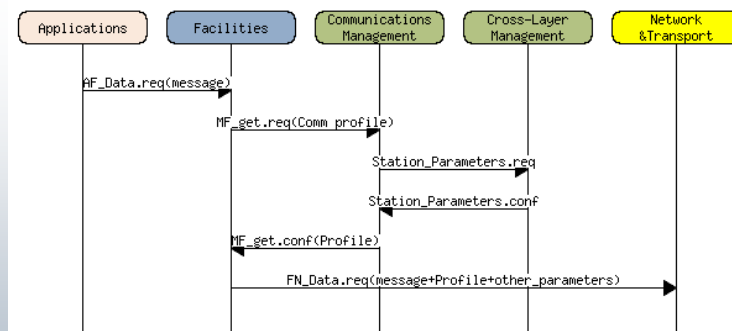 Applications
Facilities
Communications
Management
Cross-Layer
Management
Network
&Transport
AF_Data.req(message)
MF_get.req(Comm profile)
Station_Parameters.req
Station_Parameters.conf
MF_get.conf(Profile)
FN_Data.req(message+Profile+other_parameters)